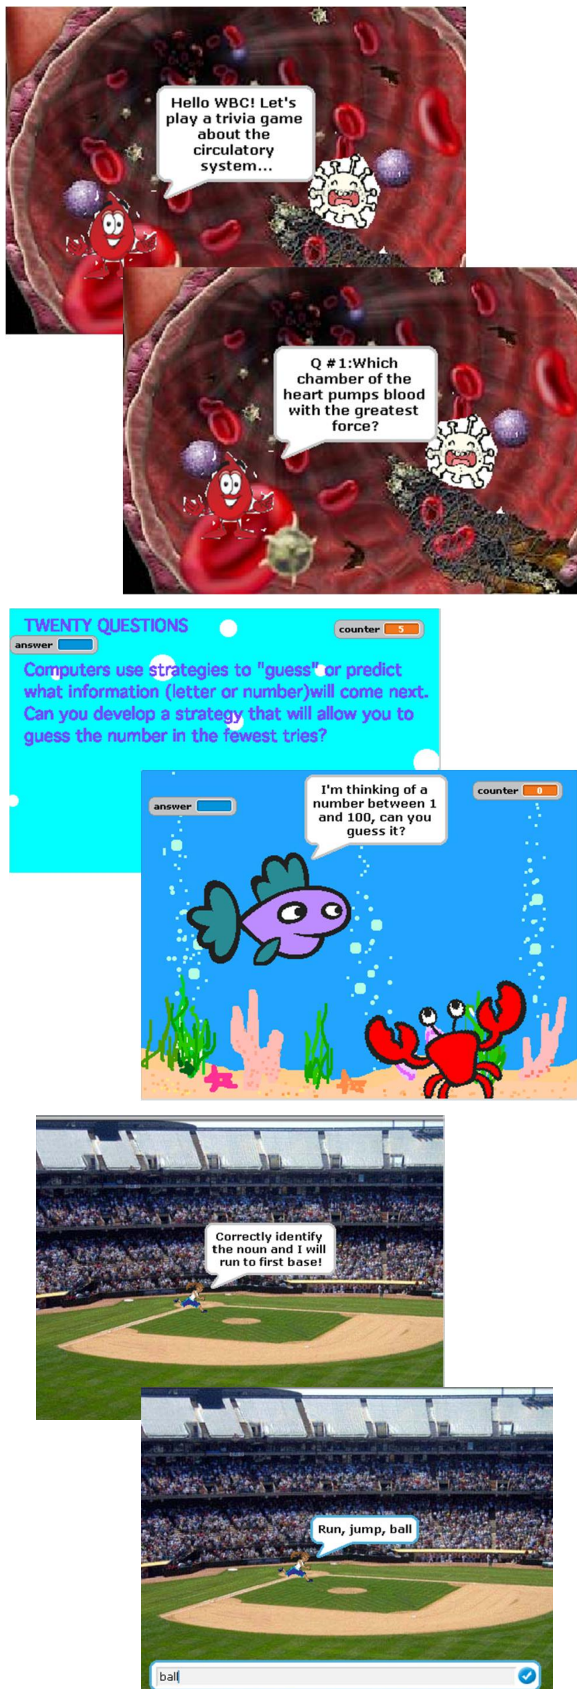 Hello WBC! Let's
play a trivia game
about the
circulatory
system...
Q #1:Which
chamber of the
heart pumps blood
with the greatest
force?
TWENTY QUESTIONS
counter 5
answer
Computers use strategies to "guess" or predict
what information (letter or number)will come next.
Can you develop a strategy that will allow you to
guess the number in the fewest tries?
I'm thinking of a
number between 1
and 100, can you
guess it?
counter 0
answer
Correctly identify
the noun and I will
run to first base!
Run, jump, ball
ball